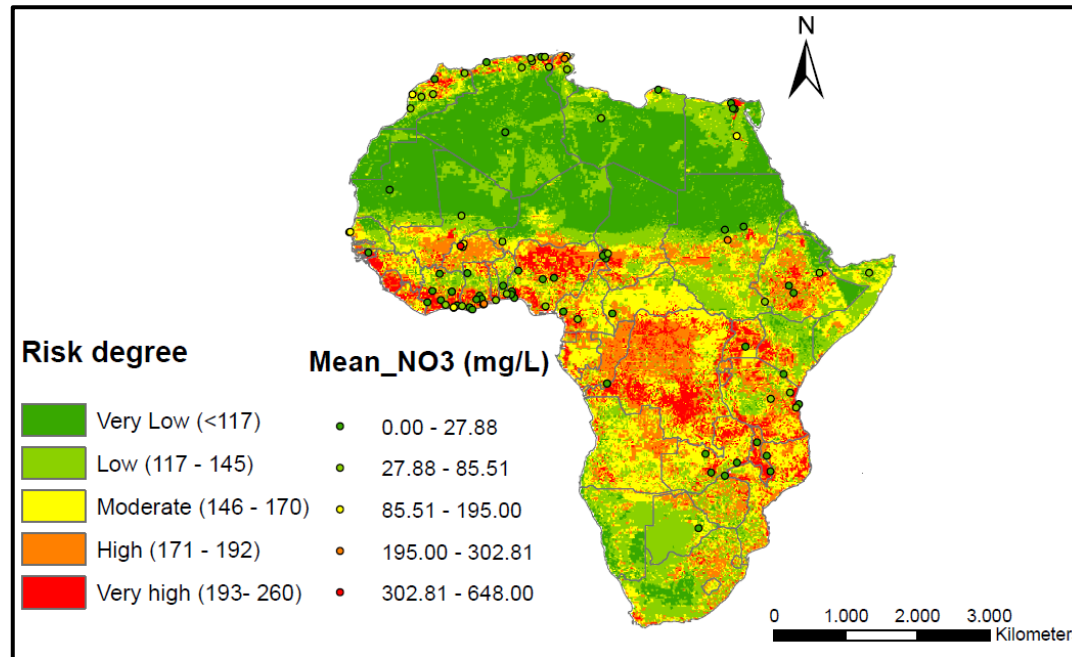 N
Risk degree
Very Low (<117)
Low (117 - 145)
Moderate (146 - 170)
High (171 - 192)
Very high (193- 260)
Mean_NO3 (mg/L)
0.00 - 27.88
27.88 - 85.51
85.51 - 195.00
195.00 - 302.81
302.81 - 648.00
0 1.000 2.000 3.000
Kilometer